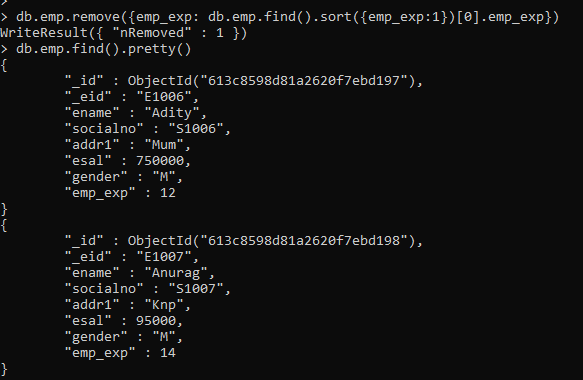 > db.emp.remove({emp_exp: db.emp.find().sort({emp_exp:1})[0].emp_exp})
WriteResult({ "nRemoved" : 1 })
> db.emp.find().pretty()
{
        "_id" : ObjectId("613c8598d81a2620f7ebd197"),
        "_eid" : "E1006",
        "ename" : "Adity",
        "socialno" : "S1006",
        "addr1" : "Mum",
        "esal" : 750000,
        "gender" : "M",
        "emp_exp" : 12
}
{
        "_id" : ObjectId("613c8598d81a2620f7ebd198"),
        "_eid" : "E1007",
        "ename" : "Anurag",
        "socialno" : "S1007",
        "addr1" : "Knp",
        "esal" : 95000,
        "gender" : "M",
        "emp_exp" : 14
}